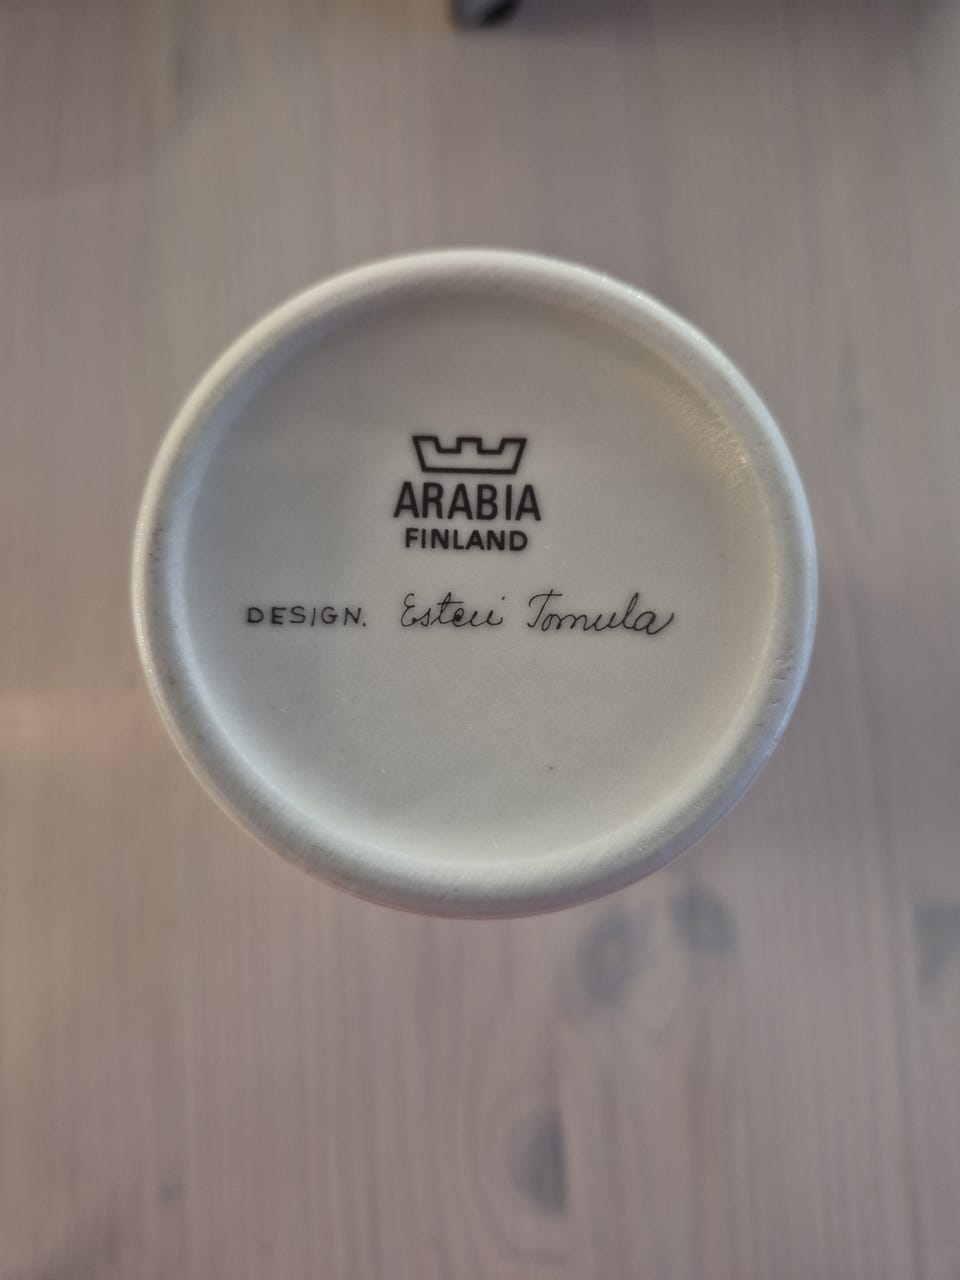 ARABIA
FINLAND
DESIGN. Esteri Tomula